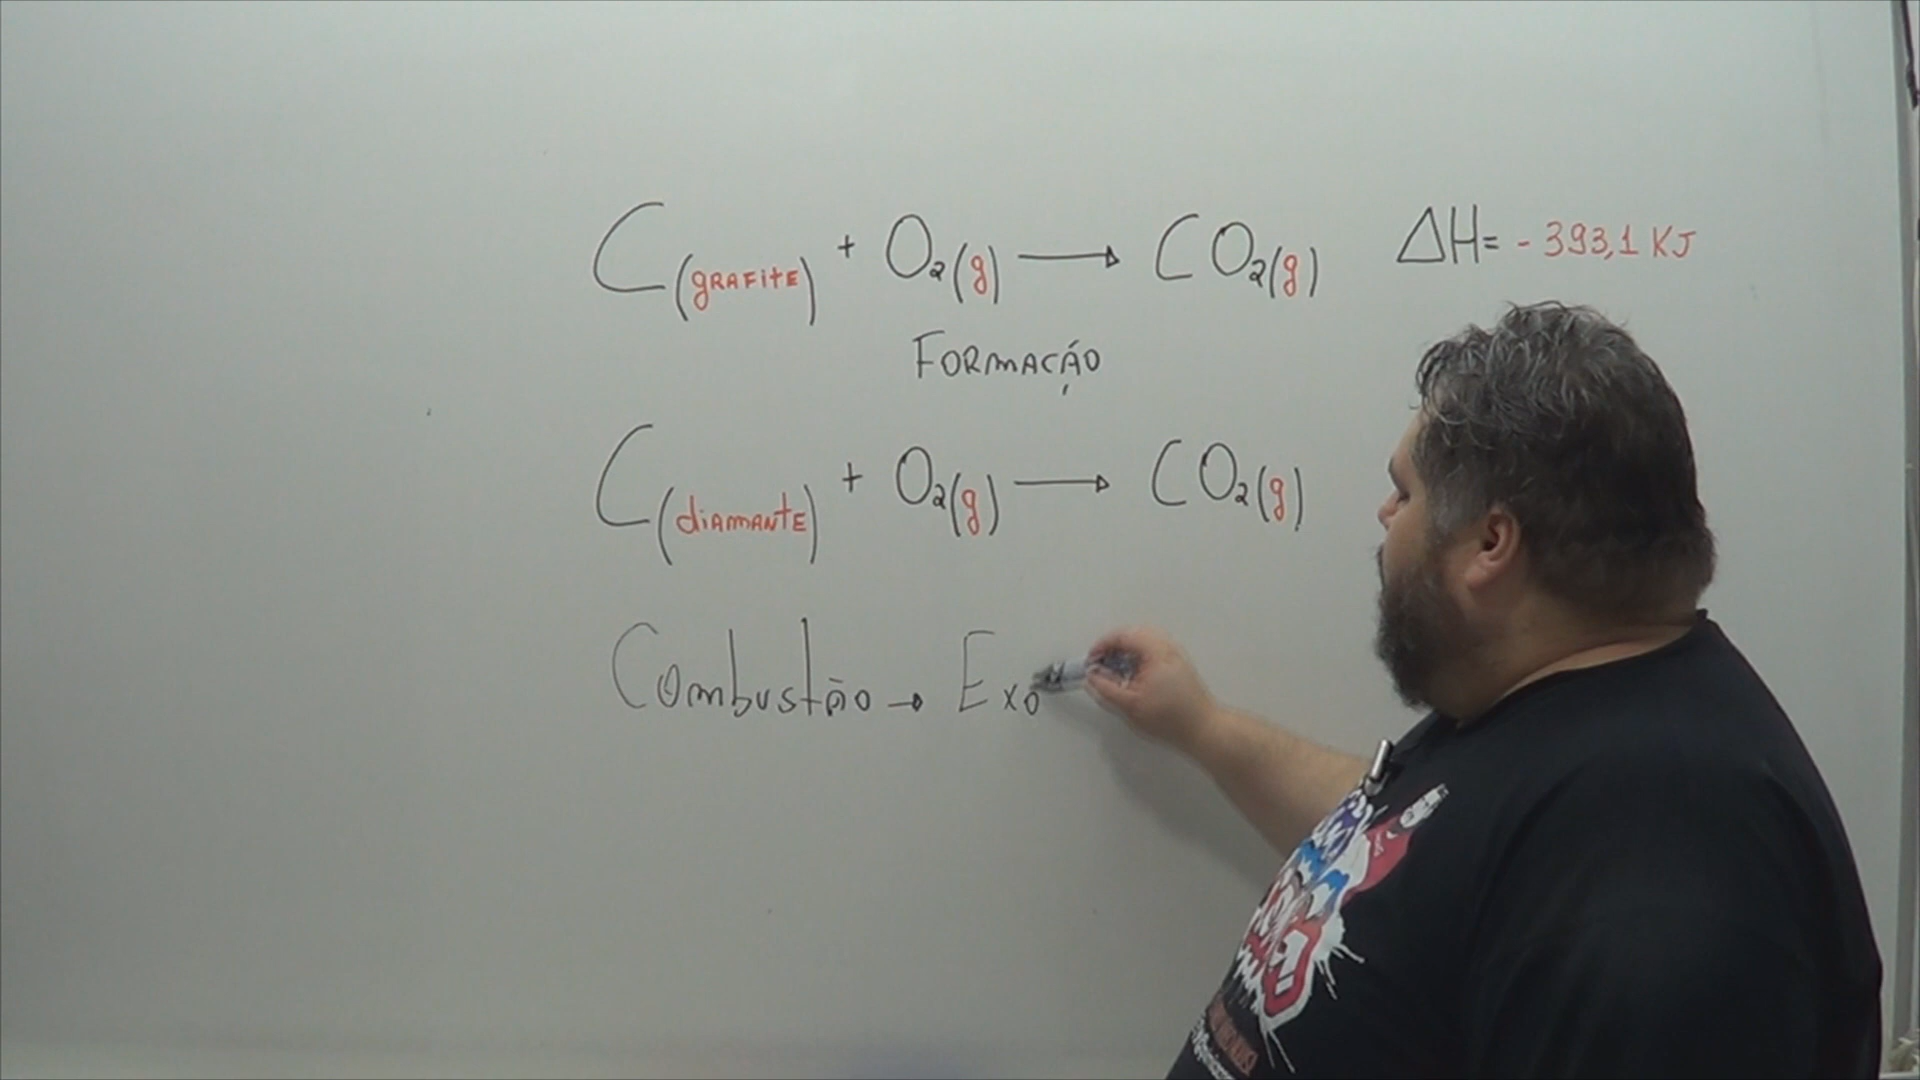 C(GRAFITE) + O₂(g) → CO₂(g) ΔH= - 393,1 KJ
FORMAÇÃO
C(diAMANTE) + O₂(g) → CO₂(g)
Combustão → Exo